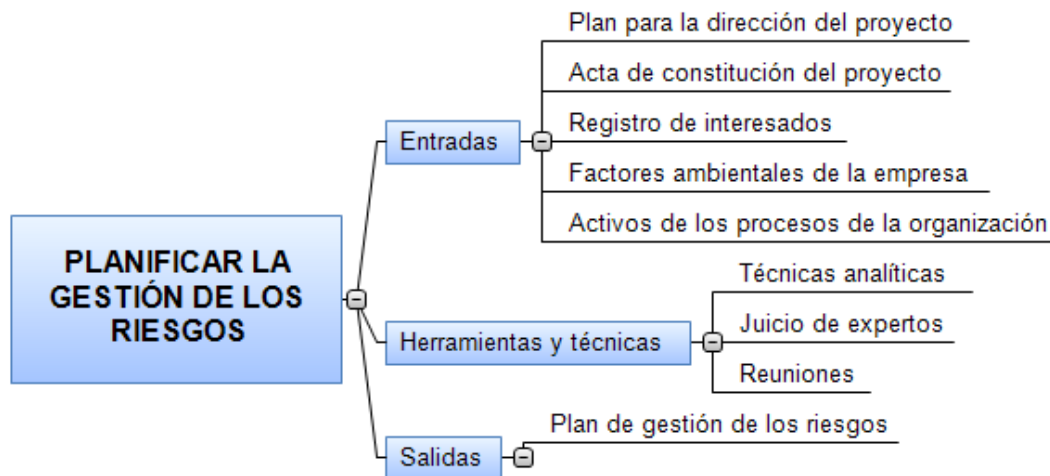 PLANIFICAR LA
GESTIÓN DE LOS
RIESGOS
Entradas
Plan para la dirección del proyecto
Acta de constitución del proyecto
Registro de interesados
Factores ambientales de la empresa
Activos de los procesos de la organización
Herramientas y técnicas
Técnicas analíticas
Juicio de expertos
Reuniones
Salidas
Plan de gestión de los riesgos